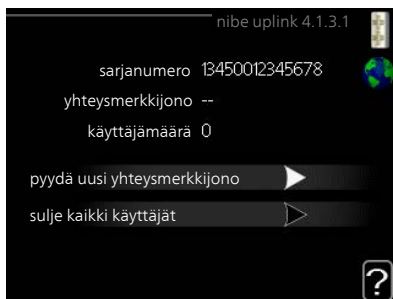 nibe uplink 4.1.3.1
sarjanumero 13450012345678
yhteysmerkkijono --
käyttäjämäärä 0
pyydä uusi yhteysmerkkijono
sulje kaikki käyttäjät
?